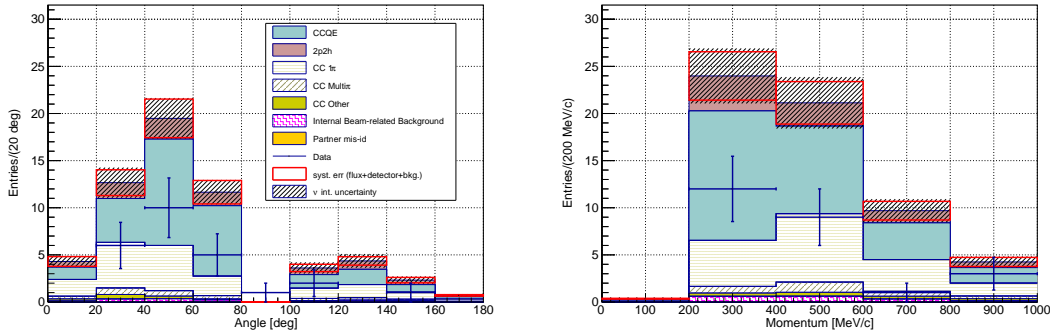 30
25
20
15
10
5
0
Entries/(20 deg)
0 20 40 60 80 100 120 140 160 180
Angle [deg]
CCQE
2p2h
CC 1π
CC Multiπ
CC Other
Internal Beam-related Background
Partner mis-id
Data
syst. err (flux+detector+bkg.)
ν int. uncertainty
30
25
20
15
10
5
0
Entries/(200 MeV/c)
0 100 200 300 400 500 600 700 800 900 1000
Momentum [MeV/c]